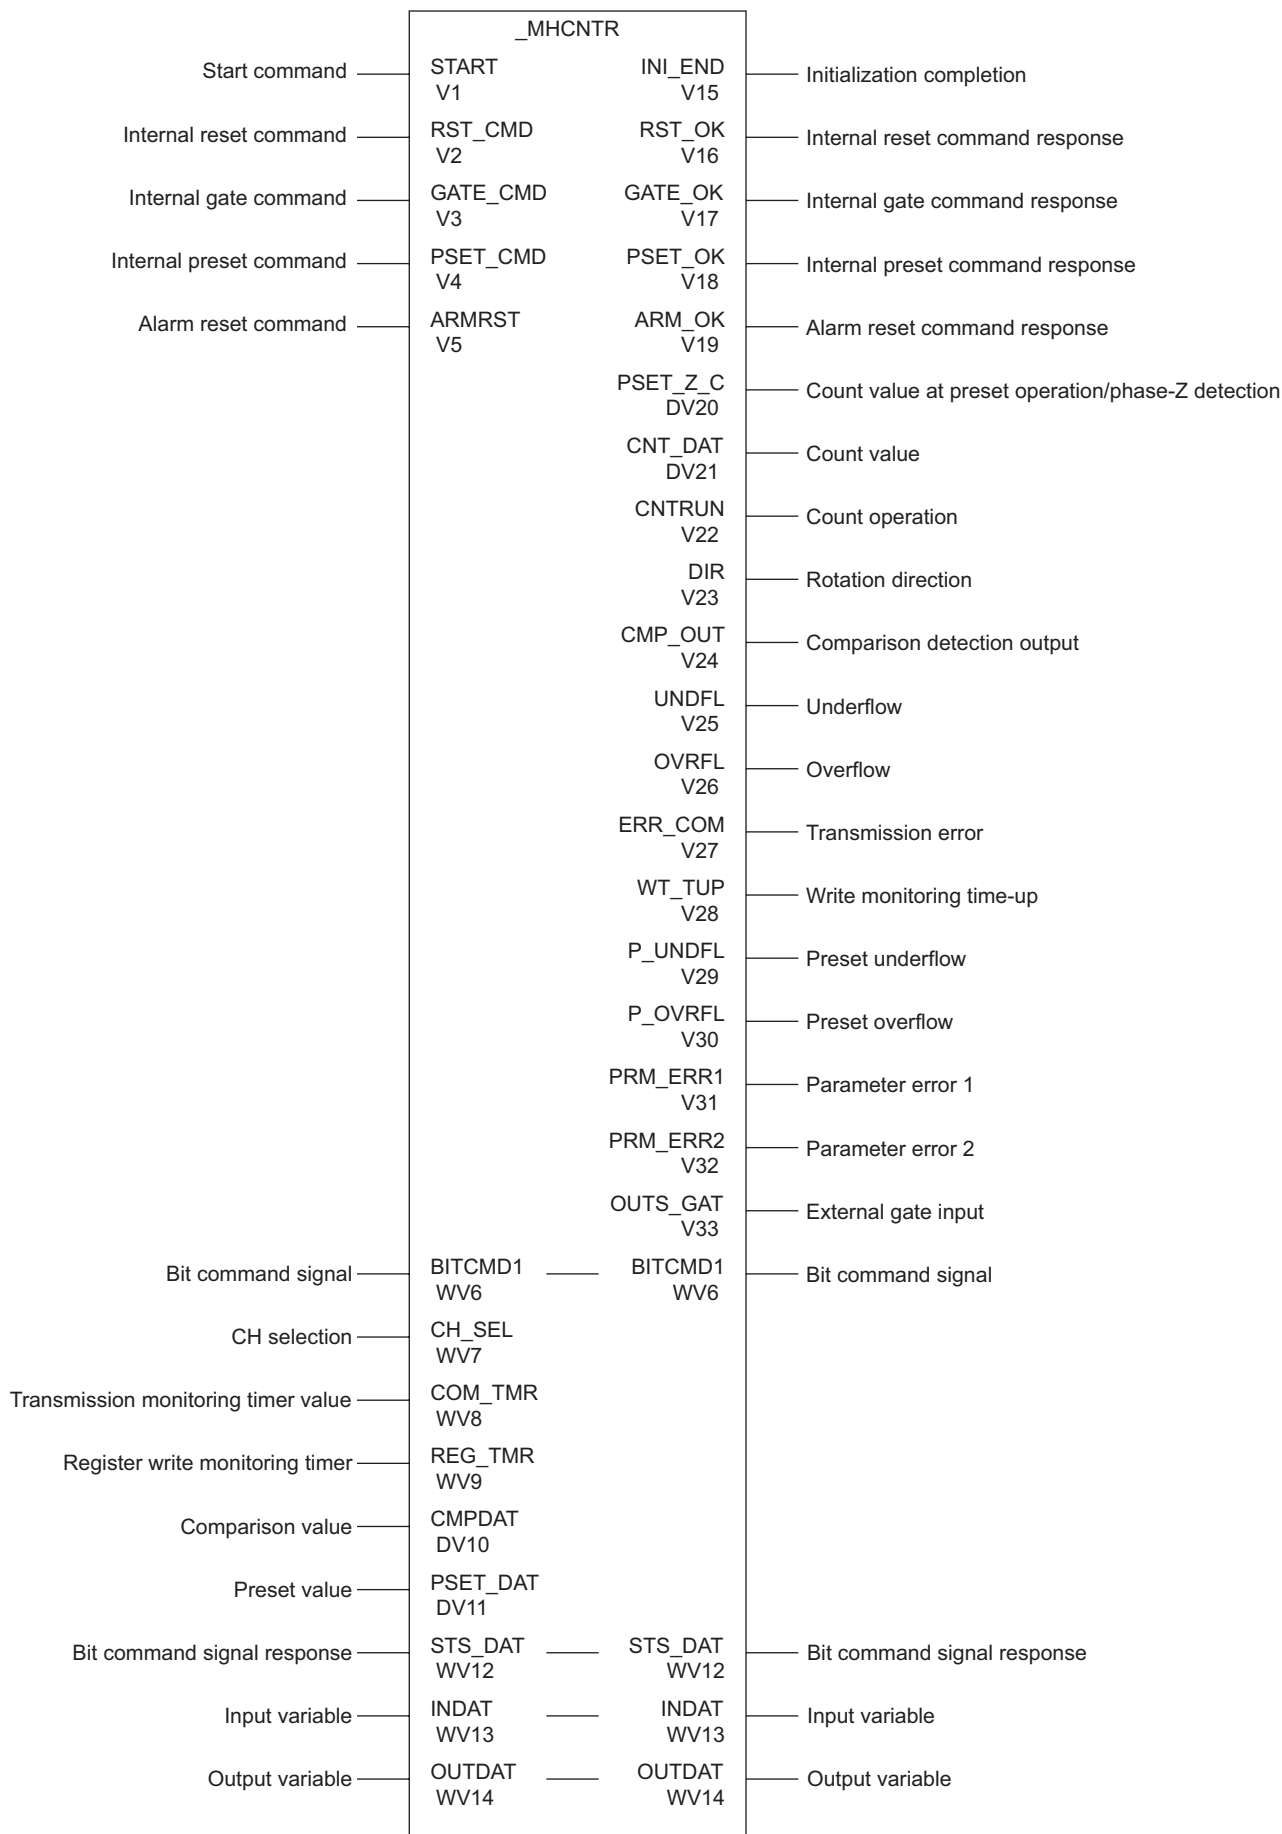 _MHCNTR
Start command START INI_END Initialization completion
V1 V15
Internal reset command RST_CMD RST_OK Internal reset command response
V2 V16
Internal gate command GATE_CMD GATE_OK Internal gate command response
V3 V17
Internal preset command PSET_CMD PSET_OK Internal preset command response
V4 V18
Alarm reset command ARMRST ARM_OK Alarm reset command response
V5 V19
PSET_Z_C Count value at preset operation/phase-Z detection
DV20
CNT_DAT Count value
DV21
CNTRUN Count operation
V22
DIR Rotation direction
V23
CMP_OUT Comparison detection output
V24
UNDFL Underflow
V25
OVRFL Overflow
V26
ERR_COM Transmission error
V27
WT_TUP Write monitoring time-up
V28
P_UNDFL Preset underflow
V29
P_OVRFL Preset overflow
V30
PRM_ERR1 Parameter error 1
V31
PRM_ERR2 Parameter error 2
V32
OUTS_GAT External gate input
V33
Bit command signal BITCMD1 BITCMD1 Bit command signal
WV6 WV6
CH selection CH_SEL
WV7
Transmission monitoring timer value COM_TMR
WV8
Register write monitoring timer REG_TMR
WV9
Comparison value CMPDAT
DV10
Preset value PSET_DAT
DV11
Bit command signal response STS_DAT STS_DAT Bit command signal response
WV12 WV12
Input variable INDAT INDAT Input variable
WV13 WV13
Output variable OUTDAT OUTDAT Output variable
WV14 WV14